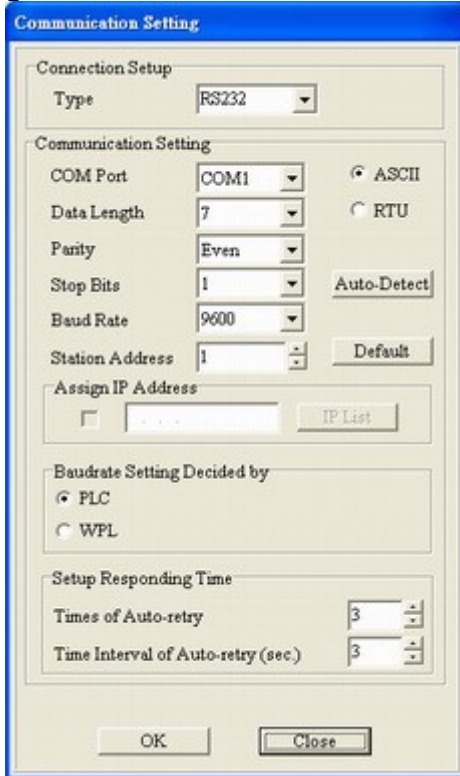 Communication Setting
Connection Setup
Type RS232
Communication Setting
COM Port COM1 ASCII
Data Length 7 RTU
Parity Even
Stop Bits 1 Auto-Detect
Baud Rate 9600
Station Address 1 Default
Assign IP Address
. . . IP List
Baudrate Setting Decided by
PLC
WPL
Setup Responding Time
Times of Auto-retry 3
Time Interval of Auto-retry (sec.) 3
OK Close